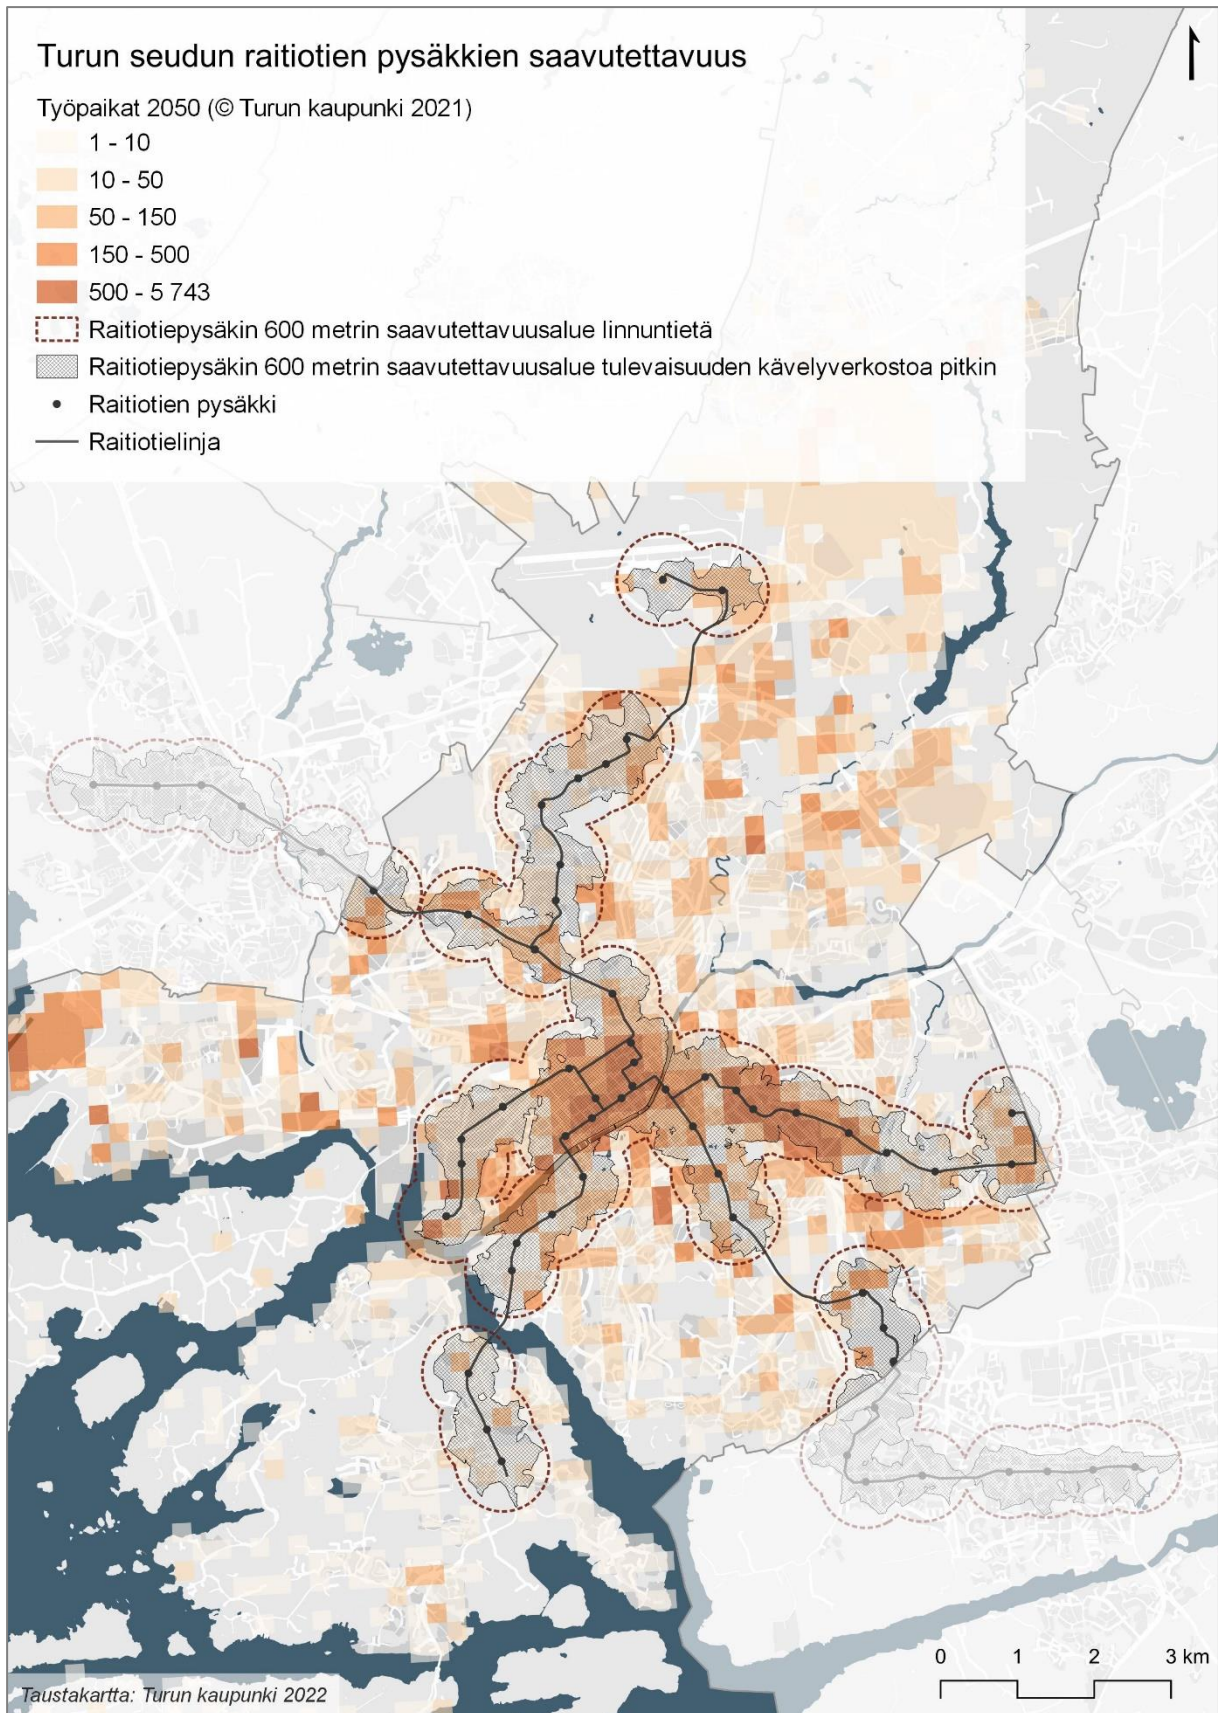 Turun seudun raitiotien pysäkkien saavutettavuus
Työpaikat 2050 (© Turun kaupunki 2021)
1 - 10
10 - 50
50 - 150
150 - 500
500 - 5 743
Raitiotiepysäkin 600 metrin saavutettavuusalue linnuntietä
Raitiotiepysäkin 600 metrin saavutettavuusalue tulevaisuuden kävelyverkostoa pitkin
Raitiotien pysäkki
Raitiotielinja
0 1 2 3 km
Taustakartta: Turun kaupunki 2022